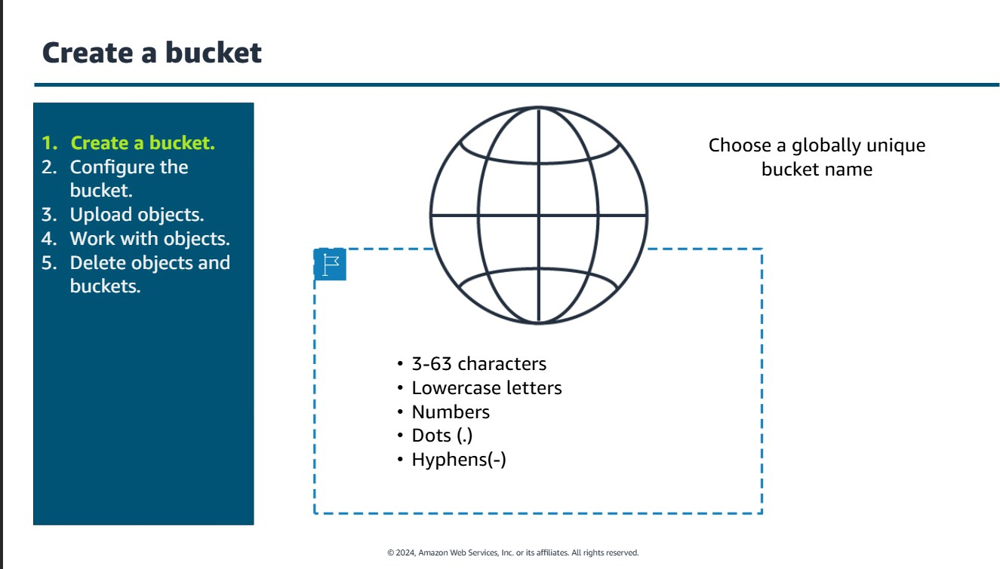 Create a bucket
1. Create a bucket.
2. Configure the
bucket.
3. Upload objects.
4. Work with objects.
5. Delete objects and
buckets.
Choose a globally unique
bucket name
• 3-63 characters
• Lowercase letters
• Numbers
• Dots (.)
• Hyphens(-)
© 2024, Amazon Web Services, Inc. or its affiliates. All rights reserved.